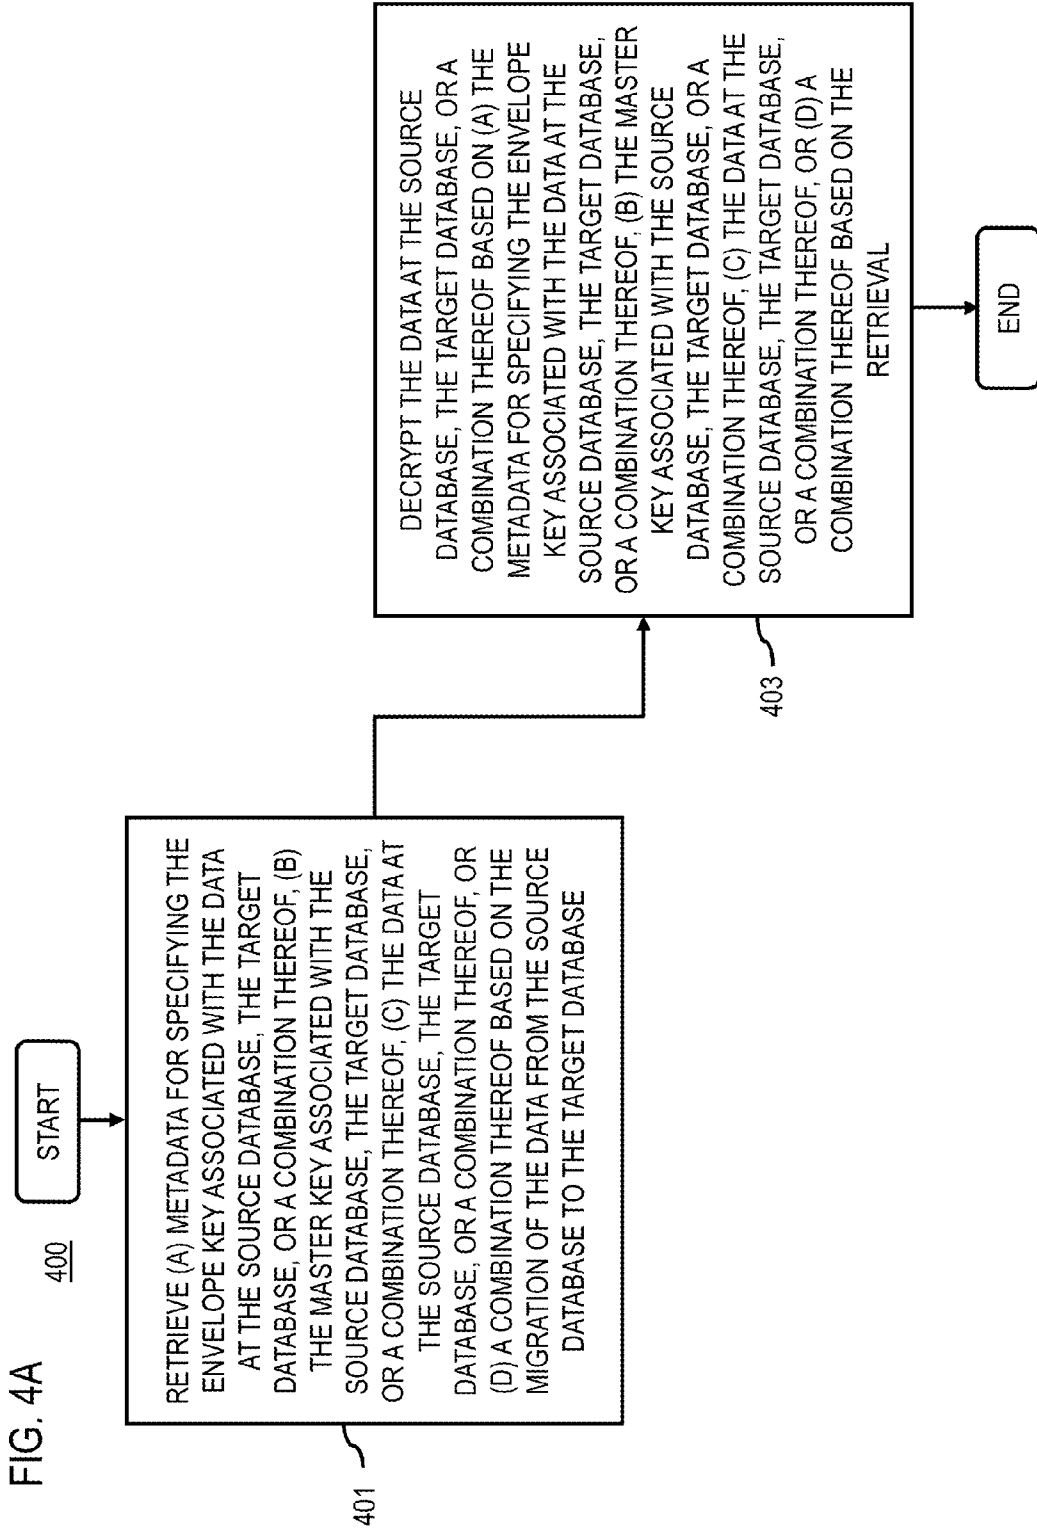 FIG. 4A
400
START
RETRIEVE (A) METADATA FOR SPECIFYING THE
ENVELOPE KEY ASSOCIATED WITH THE DATA
AT THE SOURCE DATABASE, THE TARGET
DATABASE, OR A COMBINATION THEREOF, (B)
THE MASTER KEY ASSOCIATED WITH THE
SOURCE DATABASE, THE TARGET DATABASE,
OR A COMBINATION THEREOF, (C) THE DATA AT
THE SOURCE DATABASE, THE TARGET
DATABASE, OR A COMBINATION THEREOF, OR
(D) A COMBINATION THEREOF BASED ON THE
MIGRATION OF THE DATA FROM THE SOURCE
DATABASE TO THE TARGET DATABASE
401
DECRYPT THE DATA AT THE SOURCE
DATABASE, THE TARGET DATABASE, OR A
COMBINATION THEREOF BASED ON (A) THE
METADATA FOR SPECIFYING THE ENVELOPE
KEY ASSOCIATED WITH THE DATA AT THE
SOURCE DATABASE, THE TARGET DATABASE,
OR A COMBINATION THEREOF, (B) THE MASTER
KEY ASSOCIATED WITH THE SOURCE
DATABASE, THE TARGET DATABASE, OR A
COMBINATION THEREOF, (C) THE DATA AT THE
SOURCE DATABASE, THE TARGET DATABASE,
OR A COMBINATION THEREOF, OR (D) A
COMBINATION THEREOF BASED ON THE
RETRIEVAL
403
END